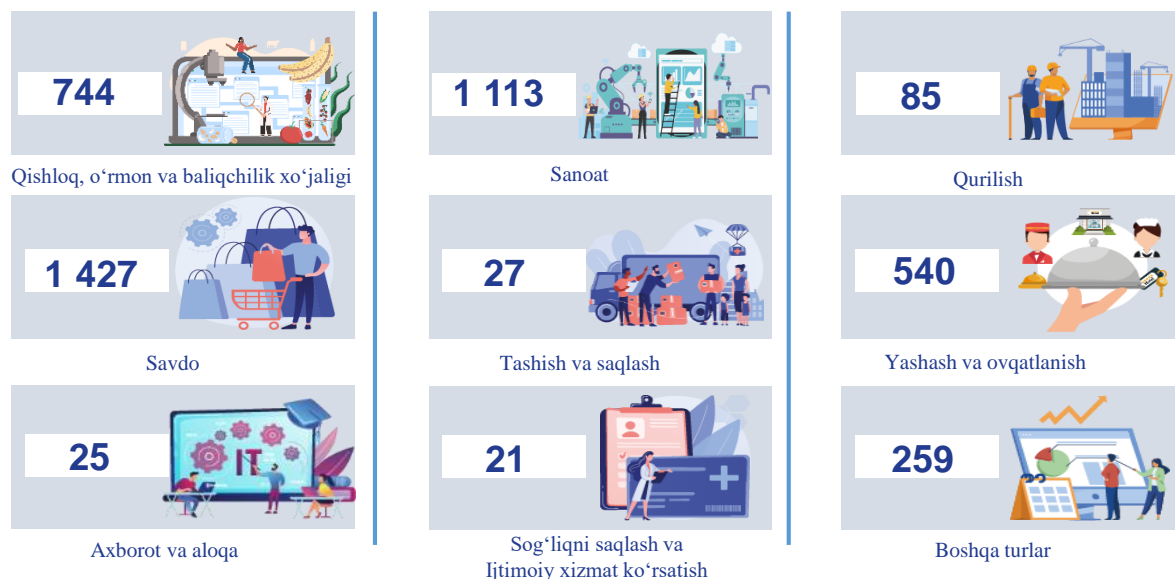 744
Qishloq, o‘rmon va baliqchilik xo‘jaligi
1 113
Sanoat
85
Qurilish
1 427
Savdo
27
Tashish va saqlash
540
Yashash va ovqatlanish
25
IT
Axborot va aloqa
21
Sog‘liqni saqlash va
Ijtimoiy xizmat ko‘rsatish
259
Boshqa turlar